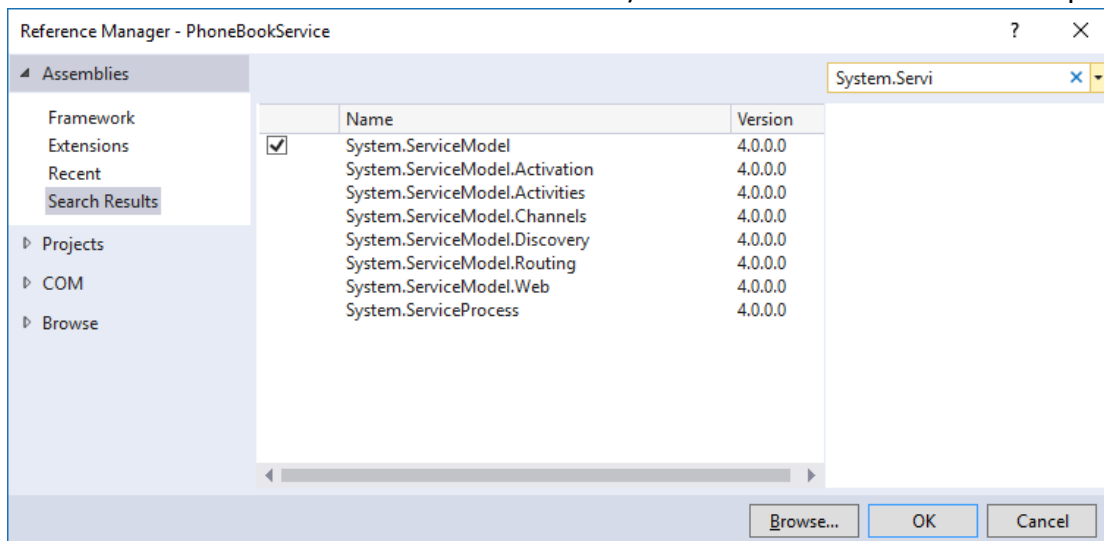 Reference Manager - PhoneBookService ? ×
Assemblies
System.Servi
Framework
Extensions
Recent
Search Results
Projects
COM
Browse
Name Version
System.ServiceModel 4.0.0.0
System.ServiceModel.Activation 4.0.0.0
System.ServiceModel.Activities 4.0.0.0
System.ServiceModel.Channels 4.0.0.0
System.ServiceModel.Discovery 4.0.0.0
System.ServiceModel.Routing 4.0.0.0
System.ServiceModel.Web 4.0.0.0
System.ServiceProcess 4.0.0.0
Browse... OK Cancel